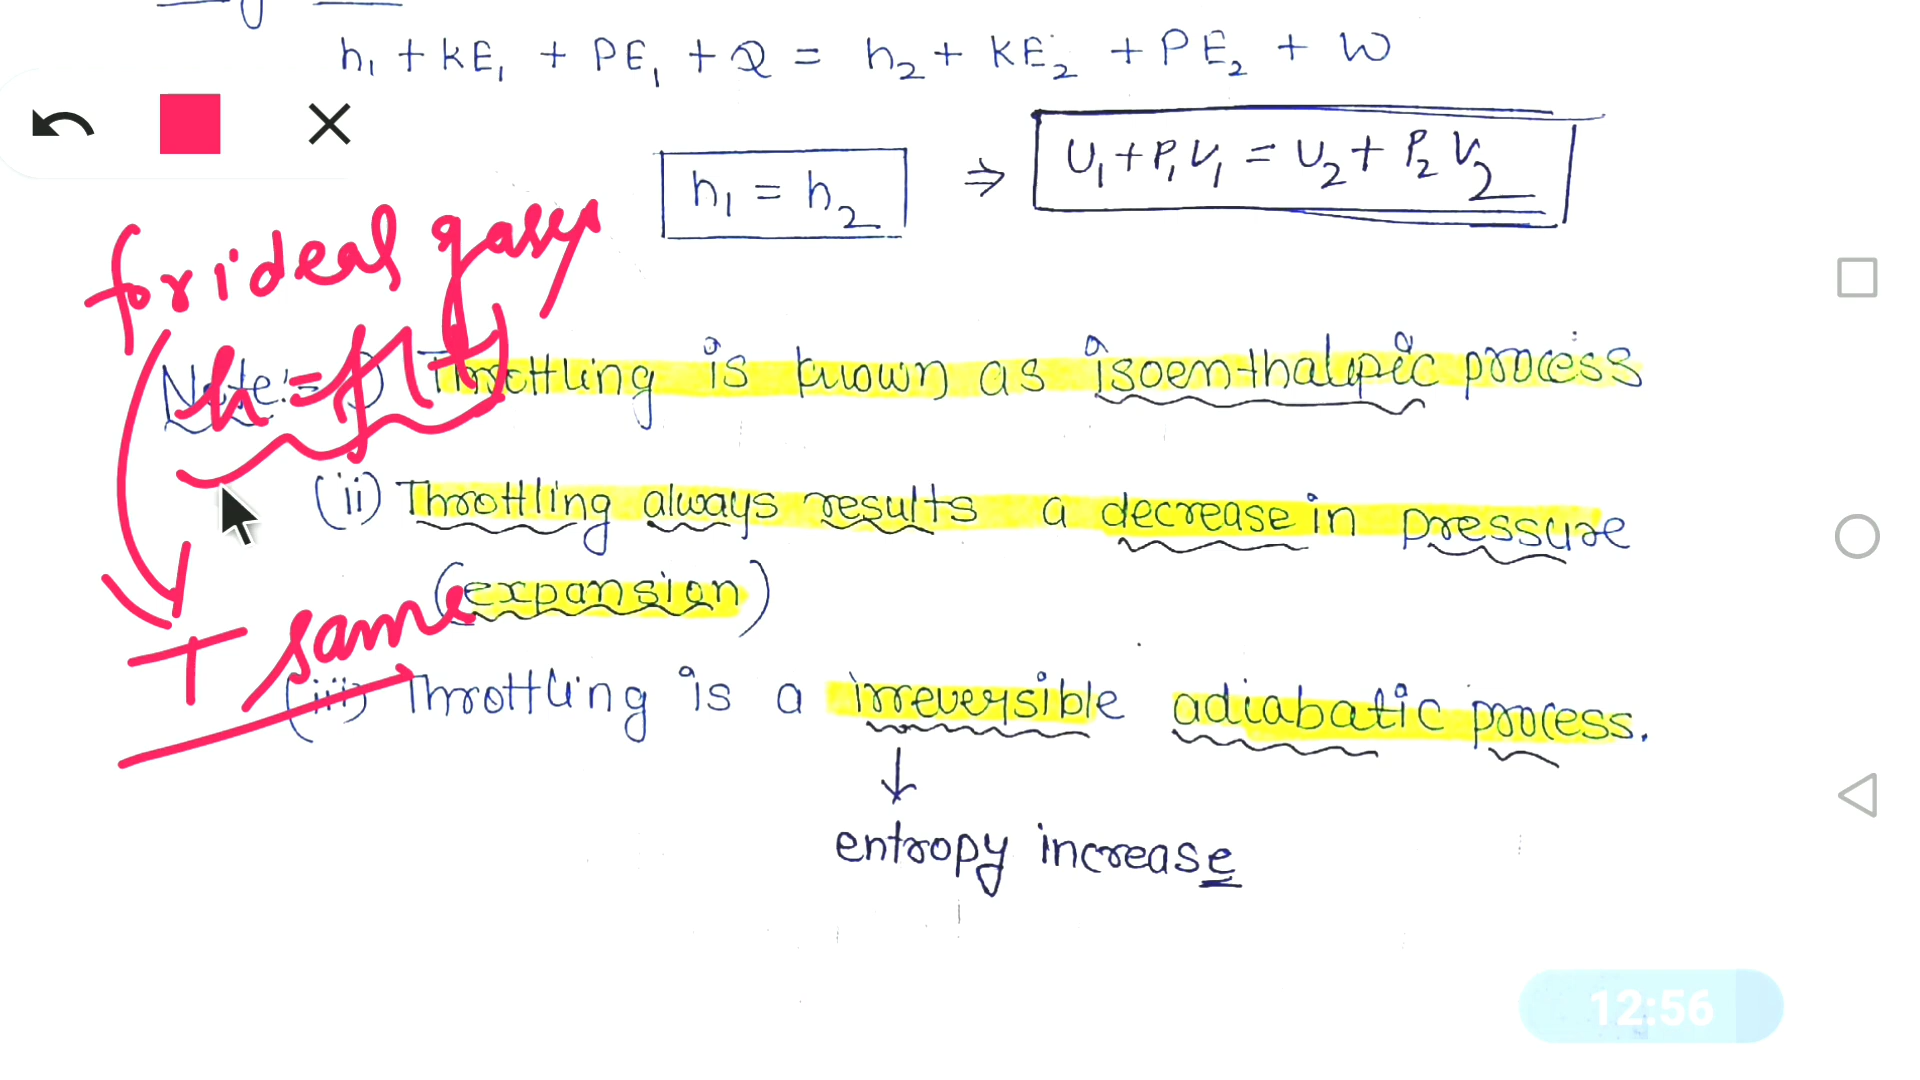 h₁ + KE₁ + PE₁ + Q = h₂ + KE₂ + PE₂ + W
h₁ = h₂ ⇒ U₁ + P₁V₁ = U₂ + P₂V₂
for ideal gases
h = f(t)
Note:- i) Throttling is known as isoenthalpic process
(ii) Throttling always results a decrease in pressure
(expansion)
T same
(iii) Throttling is a irreversible adiabatic process.
↓
entropy increase
12:56